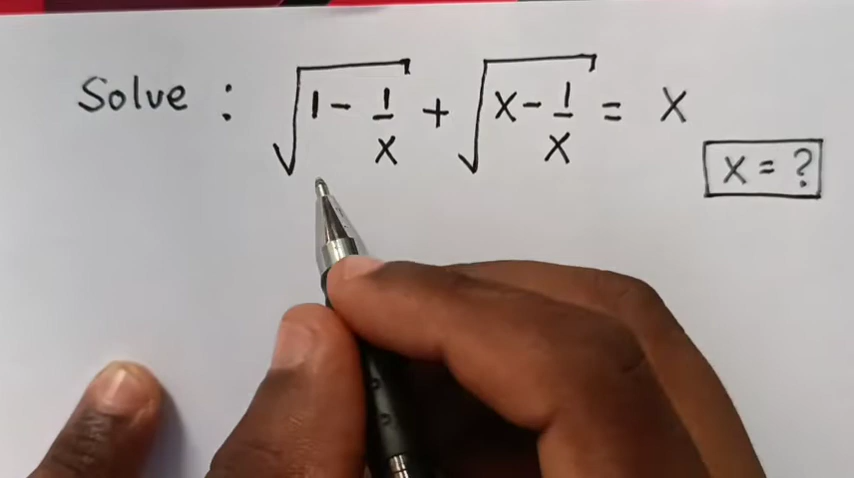 Solve : √(1 - 1/x) + √(x - 1/x) = x
x = ?